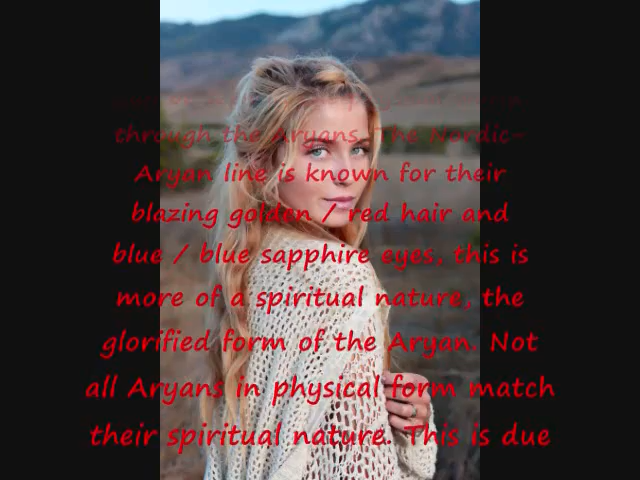 through the Aryans. The Nordic-
Aryan line is known for their
blazing golden / red hair and
blue / blue sapphire eyes, this is
more of a spiritual nature, the
glorified form of the Aryan. Not
all Aryans in physical form match
their spiritual nature. This is due